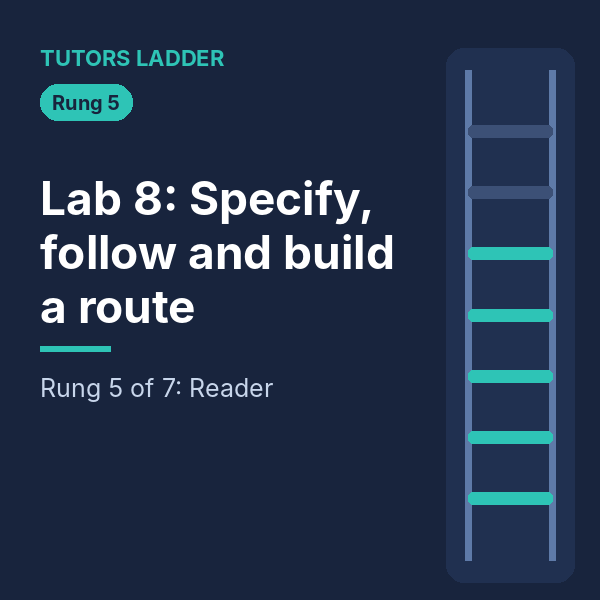 TUTORS LADDER
Rung 5
Lab 8: Specify,
follow and build
a route
Rung 5 of 7: Reader